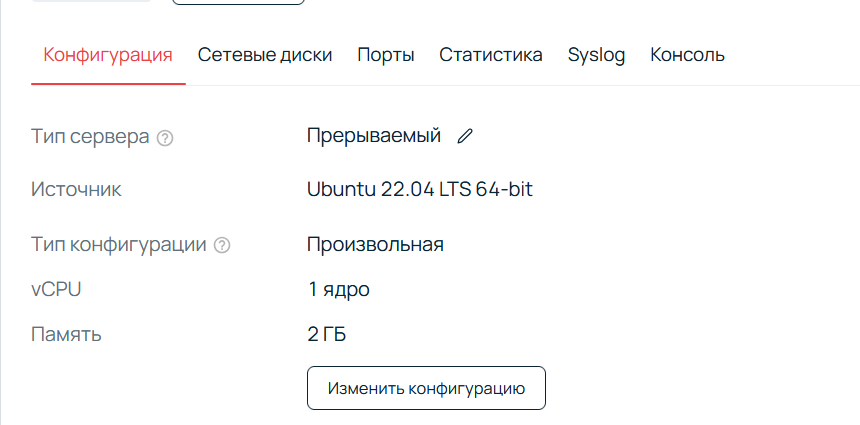 Конфигурация Сетевые диски Порты Статистика Syslog Консоль
Тип сервера ? Прерываемый
Источник Ubuntu 22.04 LTS 64-bit
Тип конфигурации ? Произвольная
vCPU 1 ядро
Память 2 ГБ
Изменить конфигурацию